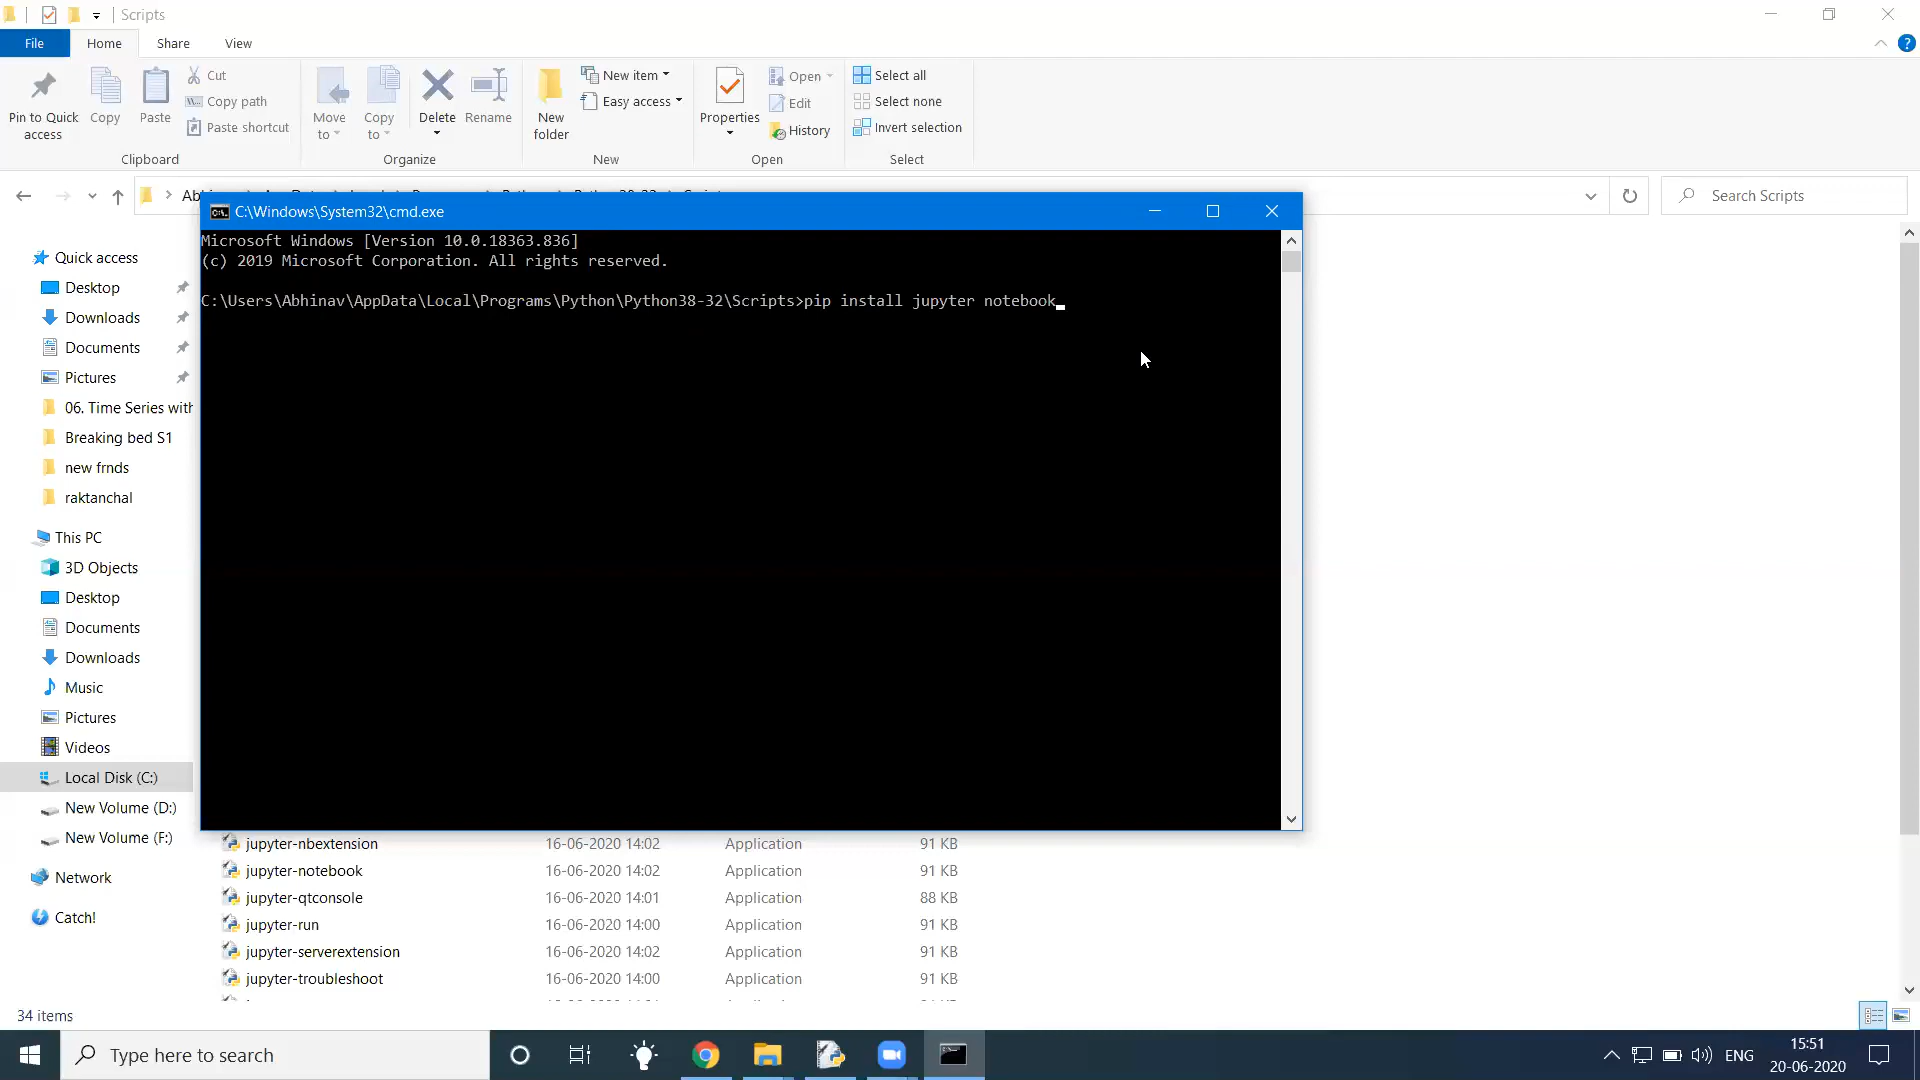 Scripts
File Home Share View
Pin to Quick access
Copy
Paste
Cut
Copy path
Paste shortcut
Clipboard
Move to
Copy to
Delete
Rename
Organize
New folder
New item
Easy access
New
Properties
Open
Edit
History
Open
Select all
Select none
Invert selection
Select
Search Scripts
C:\Windows\System32\cmd.exe
Microsoft Windows [Version 10.0.18363.836]
(c) 2019 Microsoft Corporation. All rights reserved.
C:\Users\Abhinav\AppData\Local\Programs\Python\Python38-32\Scripts>pip install jupyter notebook
Quick access
Desktop
Downloads
Documents
Pictures
06. Time Series with
Breaking bed S1
new frnds
raktanchal
This PC
3D Objects
Desktop
Documents
Downloads
Music
Pictures
Videos
Local Disk (C:)
New Volume (D:)
New Volume (F:)
Network
Catch!
jupyter-nbextension 16-06-2020 14:02 Application 91 KB
jupyter-notebook 16-06-2020 14:02 Application 91 KB
jupyter-qtconsole 16-06-2020 14:01 Application 88 KB
jupyter-run 16-06-2020 14:00 Application 91 KB
jupyter-serverextension 16-06-2020 14:02 Application 91 KB
jupyter-troubleshoot 16-06-2020 14:00 Application 91 KB
34 items
Type here to search
ENG
15:51
20-06-2020